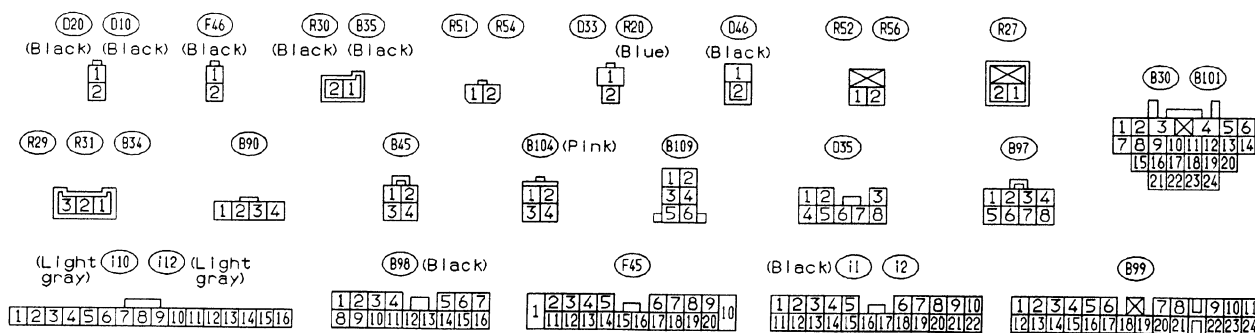 D20 D10 F46 R30 B35 R51 R54 D33 R20 D46 R52 R56 R27
(Black) (Black) (Black) (Black) (Black) (Blue) (Black)
B30 B101
1 1 2 1 1 2 1 1 1 2 2 1
2 2 2 2
1 2 3 4 5 6
7 8 9 10 11 12 13 14
15 16 17 18 19 20
21 22 23 24
R29 R31 B34 B90 B45 B104 (Pink) B109 D35 B97
3 2 1
1 2 3 4
1 2
3 4
1 2
3 4
1 2
3 4
5 6
1 2 3
4 5 6 7 8
1 2 3 4
5 6 7 8
(Light gray) i10 i12 (Light gray) B98 (Black) F45 (Black) i1 i2 B99
1 2 3 4 5 6 7 8 9 10 11 12 13 14 15 16
1 2 3 4 5 6 7
8 9 10 11 12 13 14 15 16
1 2 3 4 5 6 7 8 9 10
11 12 13 14 15 16 17 18 19 20
1 2 3 4 5 6 7 8 9 10
11 12 13 14 15 16 17 18 19 20 21 22
1 2 3 4 5 6 7 8 9 10 11
12 13 14 15 16 17 18 19 20 21 22